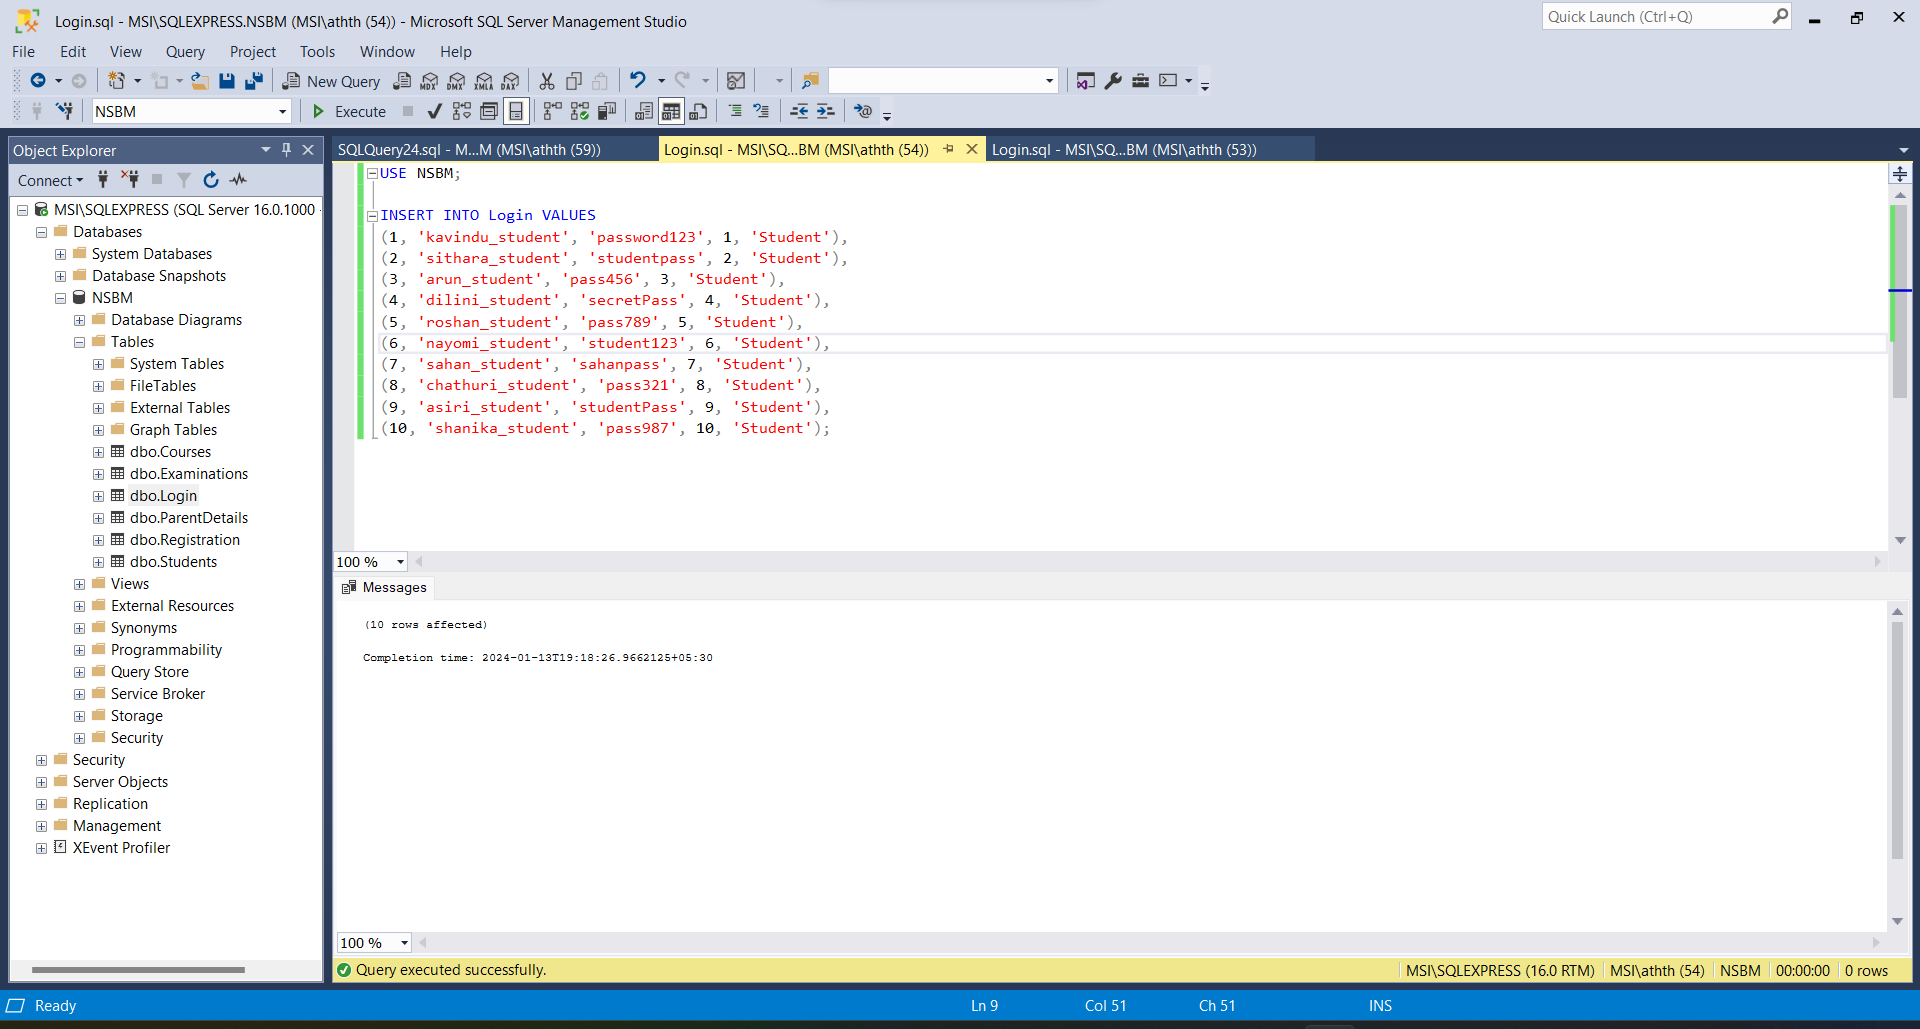 Login.sql - MSI\SQLEXPRESS.NSBM (MSI\athth (54)) - Microsoft SQL Server Management Studio
Quick Launch (Ctrl+Q)
File Edit View Query Project Tools Window Help
New Query MDX DMX XMLA DAX
NSBM Execute
Object Explorer
Connect
MSI\SQLEXPRESS (SQL Server 16.0.1000 -
Databases
System Databases
Database Snapshots
NSBM
Database Diagrams
Tables
System Tables
FileTables
External Tables
Graph Tables
dbo.Courses
dbo.Examinations
dbo.Login
dbo.ParentDetails
dbo.Registration
dbo.Students
Views
External Resources
Synonyms
Programmability
Query Store
Service Broker
Storage
Security
Security
Server Objects
Replication
Management
XEvent Profiler
SQLQuery24.sql - M...M (MSI\athth (59))
Login.sql - MSI\SQ...BM (MSI\athth (54))
Login.sql - MSI\SQ...BM (MSI\athth (53))
USE NSBM;
INSERT INTO Login VALUES
(1, 'kavindu_student', 'password123', 1, 'Student'),
(2, 'sithara_student', 'studentpass', 2, 'Student'),
(3, 'arun_student', 'pass456', 3, 'Student'),
(4, 'dilini_student', 'secretPass', 4, 'Student'),
(5, 'roshan_student', 'pass789', 5, 'Student'),
(6, 'nayomi_student', 'student123', 6, 'Student'),
(7, 'sahan_student', 'sahanpass', 7, 'Student'),
(8, 'chathuri_student', 'pass321', 8, 'Student'),
(9, 'asiri_student', 'studentPass', 9, 'Student'),
(10, 'shanika_student', 'pass987', 10, 'Student');
100 %
Messages
(10 rows affected)
Completion time: 2024-01-13T19:18:26.9662125+05:30
100 %
Query executed successfully.
MSI\SQLEXPRESS (16.0 RTM) MSI\athth (54) NSBM 00:00:00 0 rows
Ready Ln 9 Col 51 Ch 51 INS